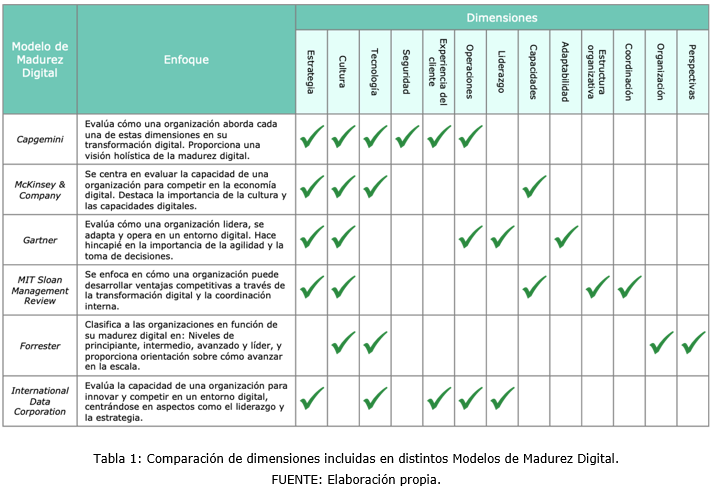 Modelo de
Madurez
Digital
Enfoque
Dimensiones
Estrategia
Cultura
Tecnología
Seguridad
Experiencia del
cliente
Operaciones
Liderazgo
Capacidades
Adaptabilidad
Estructura
organizativa
Coordinación
Organización
Perspectivas
Capgemini
Evalúa cómo una organización aborda cada
una de estas dimensiones en su
transformación digital. Proporciona una
visión holística de la madurez digital.
McKinsey &
Company
Se centra en evaluar la capacidad de una
organización para competir en la economía
digital. Destaca la importancia de la cultura y
las capacidades digitales.
Gartner
Evalúa cómo una organización lidera, se
adapta y opera en un entorno digital. Hace
hincapié en la importancia de la agilidad y la
toma de decisiones.
MIT Sloan
Management
Review
Se enfoca en cómo una organización puede
desarrollar ventajas competitivas a través de
la transformación digital y la coordinación
interna.
Forrester
Clasifica a las organizaciones en función de
su madurez digital en: Niveles de
principiante, intermedio, avanzado y líder, y
proporciona orientación sobre cómo avanzar
en la escala.
International
Data
Corporation
Evalúa la capacidad de una organización para
innovar y competir en un entorno digital,
centrándose en aspectos como el liderazgo y
la estrategia.
Tabla 1: Comparación de dimensiones incluidas en distintos Modelos de Madurez Digital.
FUENTE: Elaboración propia.